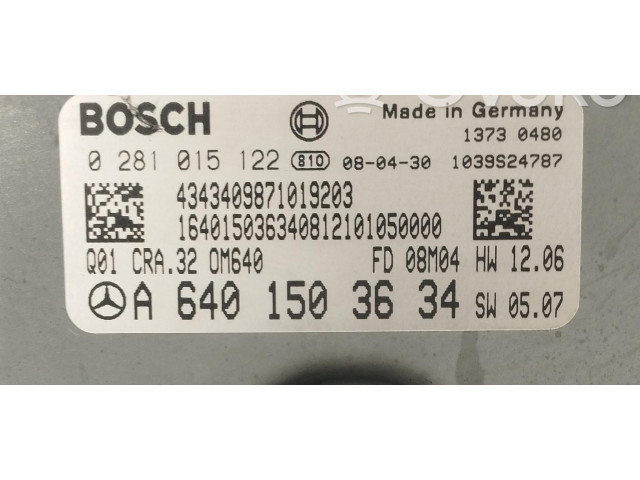 BOSCH
Made in Germany
1373 0480
0 281 015 122 810 08-04-30 1039S24787
4343409871019203
164015036340812101050000
Q01 CRA.32 OM640 FD 08M04 HW 12.06
A 640 150 36 34 SW 05.07